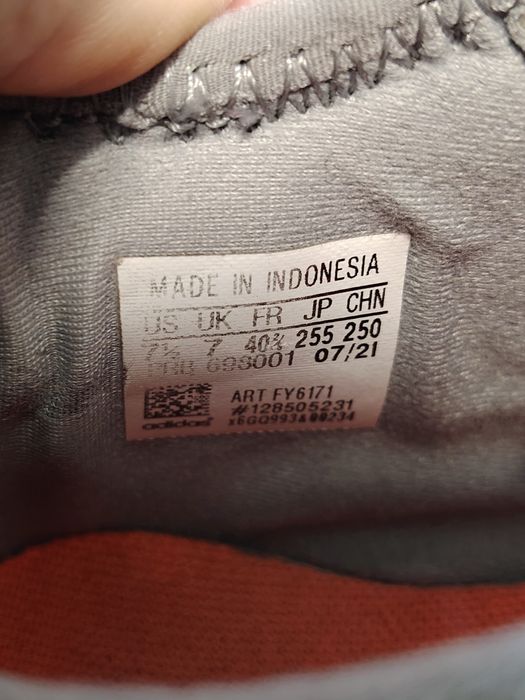 MADE IN INDONESIA
US UK FR JP CHN
7½ 7 40⅔ 255 250
693001 07/21
ART FY6171
#128505231
adidas